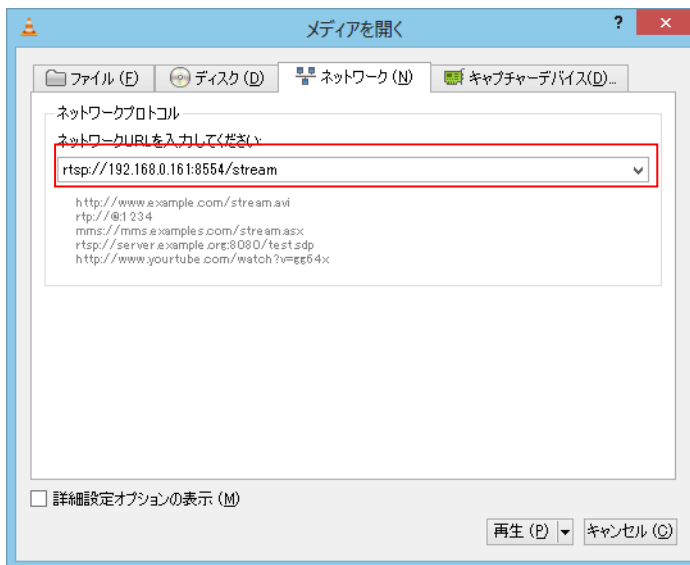 メディアを開く
?
×
ファイル (F) ディスク (D) ネットワーク (N) キャプチャーデバイス(D)...
ネットワークプロトコル
ネットワークURLを入力してください:
rtsp://192.168.0.161:8554/stream
http://www.example.com/stream.avi
rtp://@:1234
mms://mms.examples.com/stream.asx
rtsp://server.example.org:8080/test.sdp
http://www.yourtube.com/watch?v=gg64x
詳細設定オプションの表示 (M)
再生 (P) キャンセル (C)